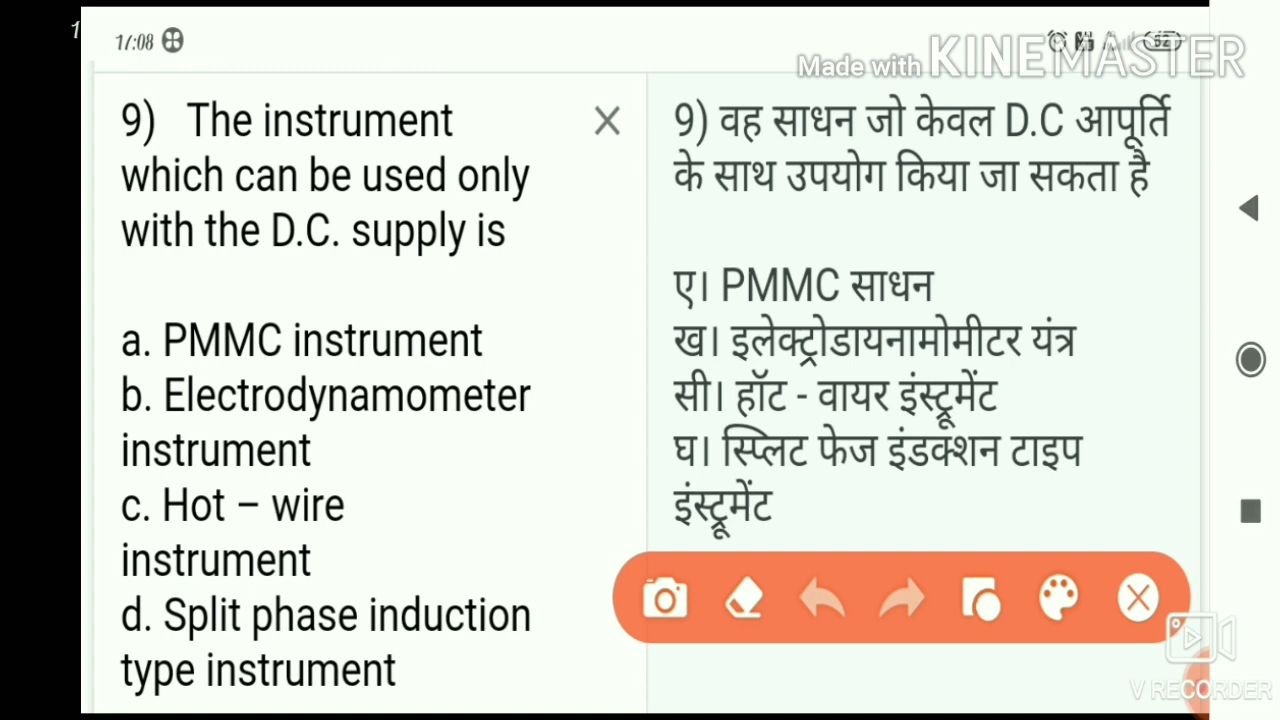 1
17:08
82
Made with KINEMASTER
9) The instrument
which can be used only
with the D.C. supply is
a. PMMC instrument
b. Electrodynamometer
instrument
c. Hot – wire
instrument
d. Split phase induction
type instrument
9) वह साधन जो केवल D.C आपूर्ति
के साथ उपयोग किया जा सकता है
ए। PMMC साधन
ख। इलेक्ट्रोडायनामोमीटर यंत्र
सी। हॉट - वायर इंस्ट्रूमेंट
घ। स्प्लिट फेज इंडक्शन टाइप
इंस्ट्रूमेंट
V RECORDER